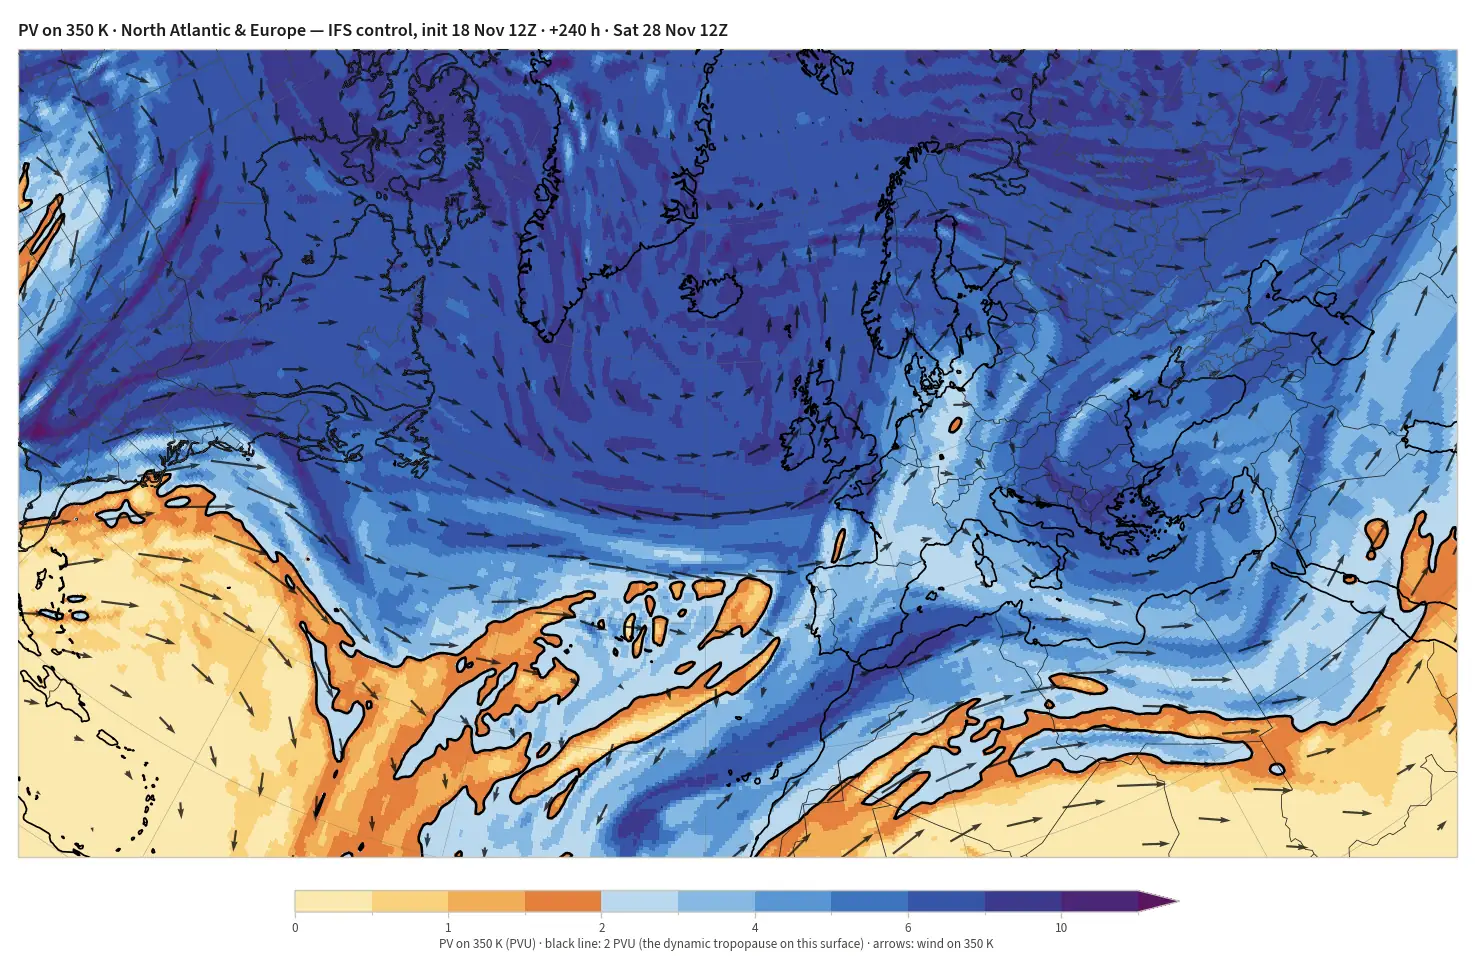 PV on 350 K · North Atlantic & Europe — IFS control, init 18 Nov 12Z · +240 h · Sat 28 Nov 12Z
0 1 2 4 6 10
PV on 350 K (PVU) · black line: 2 PVU (the dynamic tropopause on this surface) · arrows: wind on 350 K